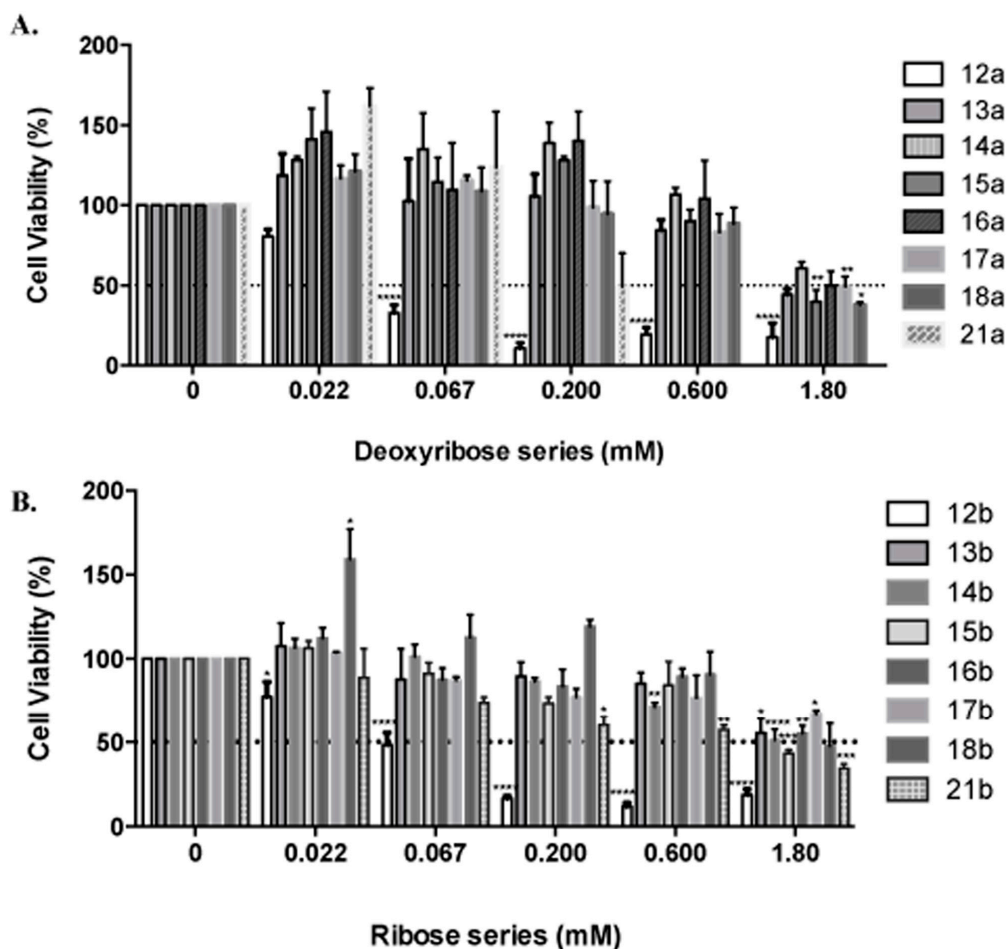 A.
200
150
100
50
0
Cell Viability (%)
**** **** **** **** ** ** *
0 0.022 0.067 0.200 0.600 1.80
Deoxyribose series (mM)
12a
13a
14a
15a
16a
17a
18a
21a
B.
200
150
100
50
0
Cell Viability (%)
* * **** **** * **** ** ** **** * **** *** ** * ***
0 0.022 0.067 0.200 0.600 1.80
Ribose series (mM)
12b
13b
14b
15b
16b
17b
18b
21b